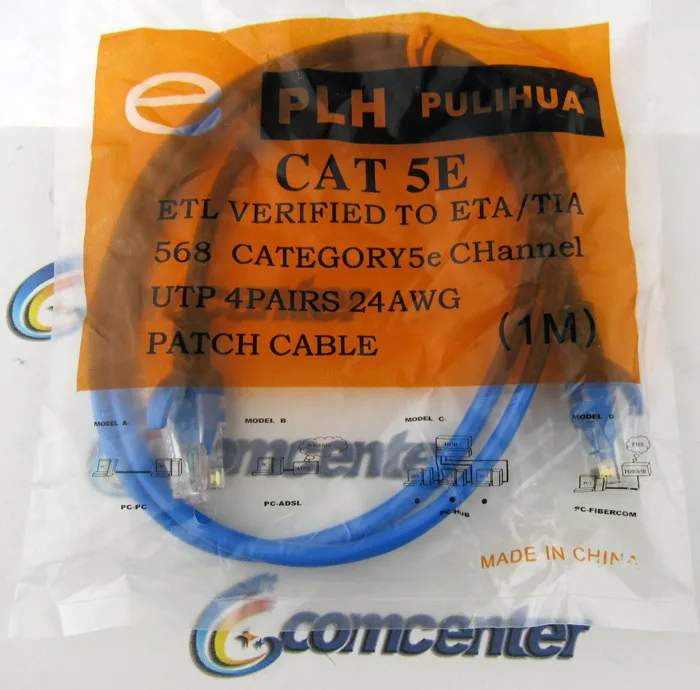 e PLH PULIHUA
CAT 5E
ETL VERIFIED TO ETA/TIA
568 CATEGORY5e CHannel
UTP 4PAIRS 24AWG
PATCH CABLE (1M)
MODEL A: MODEL B: MODEL C: MODEL D:
PC-PC PC-ADSL PC-HUB PC-FIBERCOM
comcenter
MADE IN CHINA
comcenter